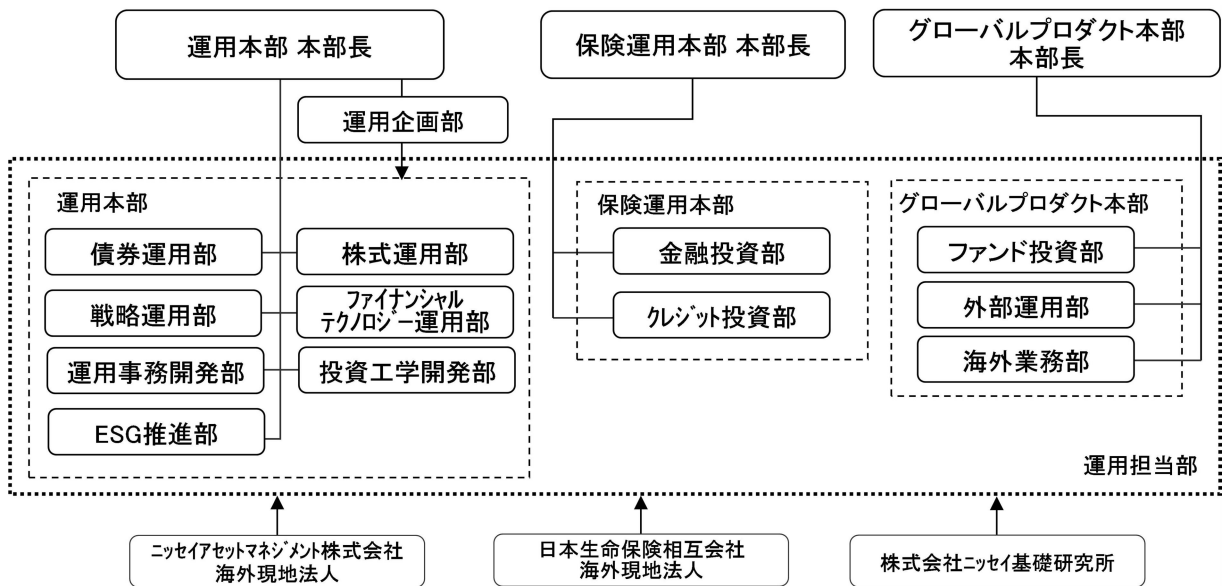 運用本部 本部長
保険運用本部 本部長
グローバルプロダクト本部
本部長
運用企画部
運用本部
債券運用部
株式運用部
戦略運用部
ファイナンシャル
テクノロジー運用部
運用事務開発部
投資工学開発部
ESG推進部
保険運用本部
金融投資部
クレジット投資部
グローバルプロダクト本部
ファンド投資部
外部運用部
海外業務部
運用担当部
ニッセイアセットマネジメント株式会社
海外現地法人
日本生命保険相互会社
海外現地法人
株式会社ニッセイ基礎研究所